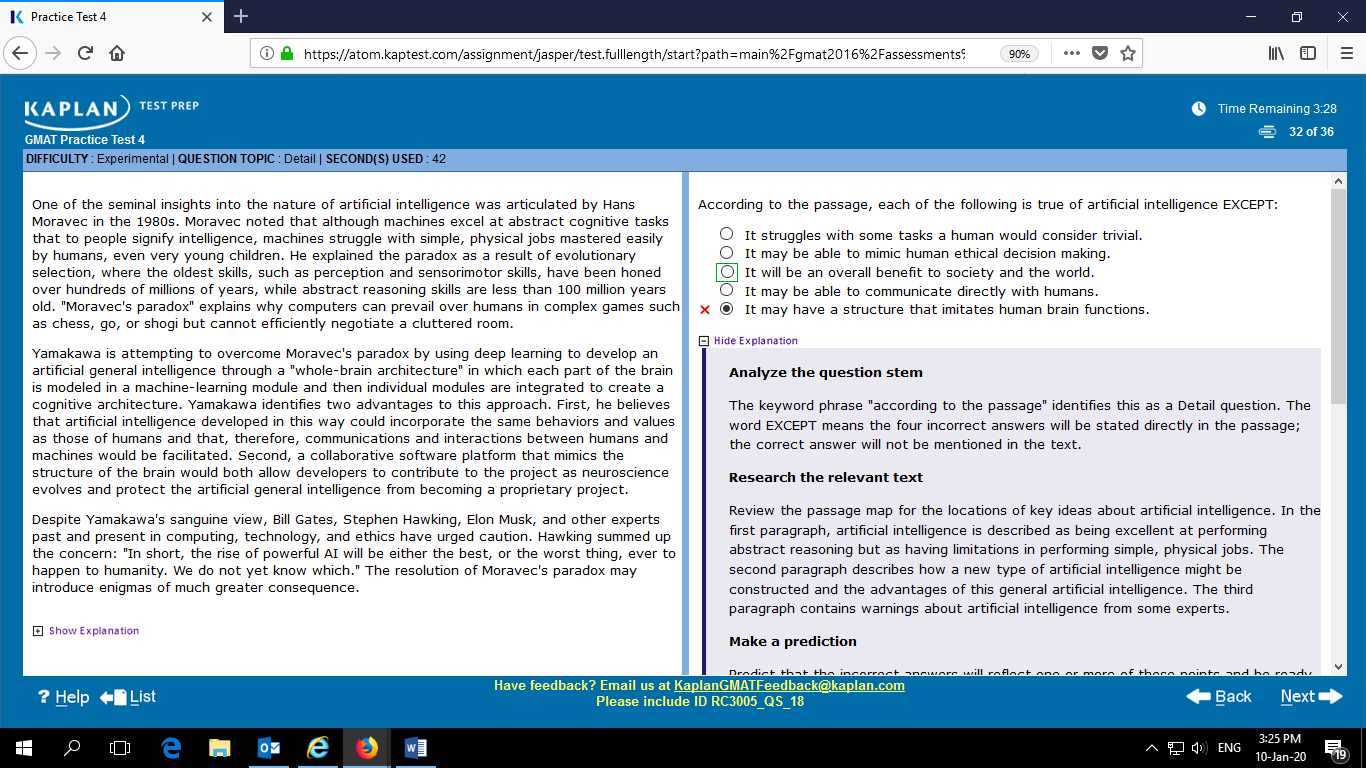 Practice Test 4
https://atom.kaptest.com/assignment/jasper/test.fulllength/start?path=main%2Fgmat2016%2Fassessments%
90%
KAPLAN TEST PREP
GMAT Practice Test 4
Time Remaining 3:28
32 of 36
DIFFICULTY : Experimental | QUESTION TOPIC : Detail | SECOND(S) USED : 42
One of the seminal insights into the nature of artificial intelligence was articulated by Hans
Moravec in the 1980s. Moravec noted that although machines excel at abstract cognitive tasks
that to people signify intelligence, machines struggle with simple, physical jobs mastered easily
by humans, even very young children. He explained the paradox as a result of evolutionary
selection, where the oldest skills, such as perception and sensorimotor skills, have been honed
over hundreds of millions of years, while abstract reasoning skills are less than 100 million years
old. "Moravec's paradox" explains why computers can prevail over humans in complex games such
as chess, go, or shogi but cannot efficiently negotiate a cluttered room.
Yamakawa is attempting to overcome Moravec's paradox by using deep learning to develop an
artificial general intelligence through a "whole-brain architecture" in which each part of the brain
is modeled in a machine-learning module and then individual modules are integrated to create a
cognitive architecture. Yamakawa identifies two advantages to this approach. First, he believes
that artificial intelligence developed in this way could incorporate the same behaviors and values
as those of humans and that, therefore, communications and interactions between humans and
machines would be facilitated. Second, a collaborative software platform that mimics the
structure of the brain would both allow developers to contribute to the project as neuroscience
evolves and protect the artificial general intelligence from becoming a proprietary project.
Despite Yamakawa's sanguine view, Bill Gates, Stephen Hawking, Elon Musk, and other experts
past and present in computing, technology, and ethics have urged caution. Hawking summed up
the concern: "In short, the rise of powerful AI will be either the best, or the worst thing, ever to
happen to humanity. We do not yet know which." The resolution of Moravec's paradox may
introduce enigmas of much greater consequence.
Show Explanation
According to the passage, each of the following is true of artificial intelligence EXCEPT:
It struggles with some tasks a human would consider trivial.
It may be able to mimic human ethical decision making.
It will be an overall benefit to society and the world.
It may be able to communicate directly with humans.
It may have a structure that imitates human brain functions.
Hide Explanation
Analyze the question stem
The keyword phrase "according to the passage" identifies this as a Detail question. The
word EXCEPT means the four incorrect answers will be stated directly in the passage;
the correct answer will not be mentioned in the text.
Research the relevant text
Review the passage map for the locations of key ideas about artificial intelligence. In the
first paragraph, artificial intelligence is described as being excellent at performing
abstract reasoning but as having limitations in performing simple, physical jobs. The
second paragraph describes how a new type of artificial intelligence might be
constructed and the advantages of this general artificial intelligence. The third
paragraph contains warnings about artificial intelligence from some experts.
Make a prediction
Predict that the incorrect answers will reflect one or more of these points and be ready
? Help
List
Have feedback? Email us at KaplanGMATFeedback@kaplan.com
Please include ID RC3005_QS_18
Back
Next
ENG
3:25 PM
10-Jan-20
19